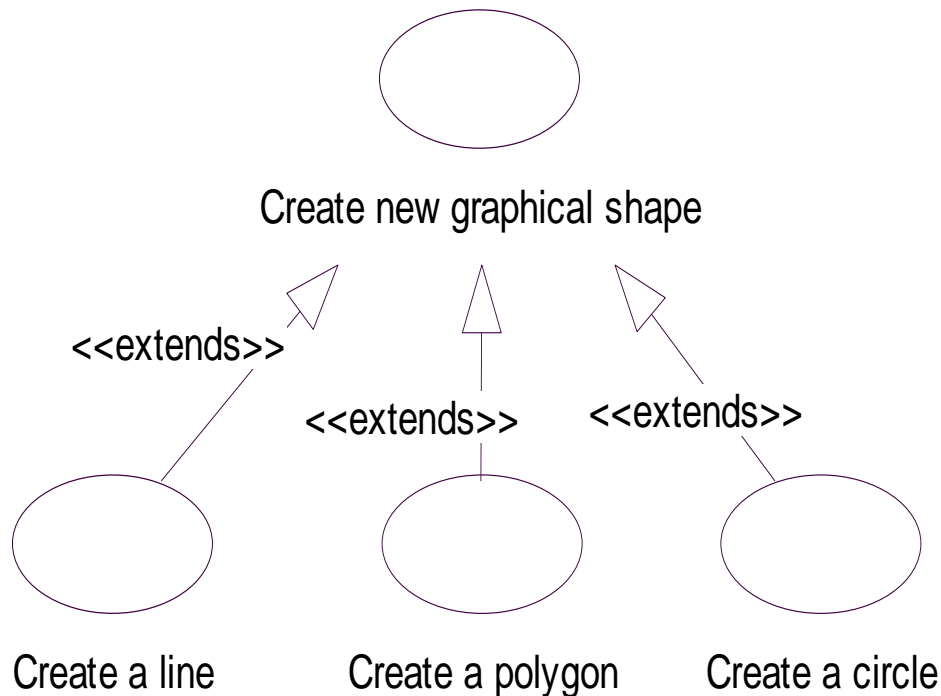 Create new graphical shape
<<extends>>
<<extends>>
<<extends>>
Create a line
Create a polygon
Create a circle